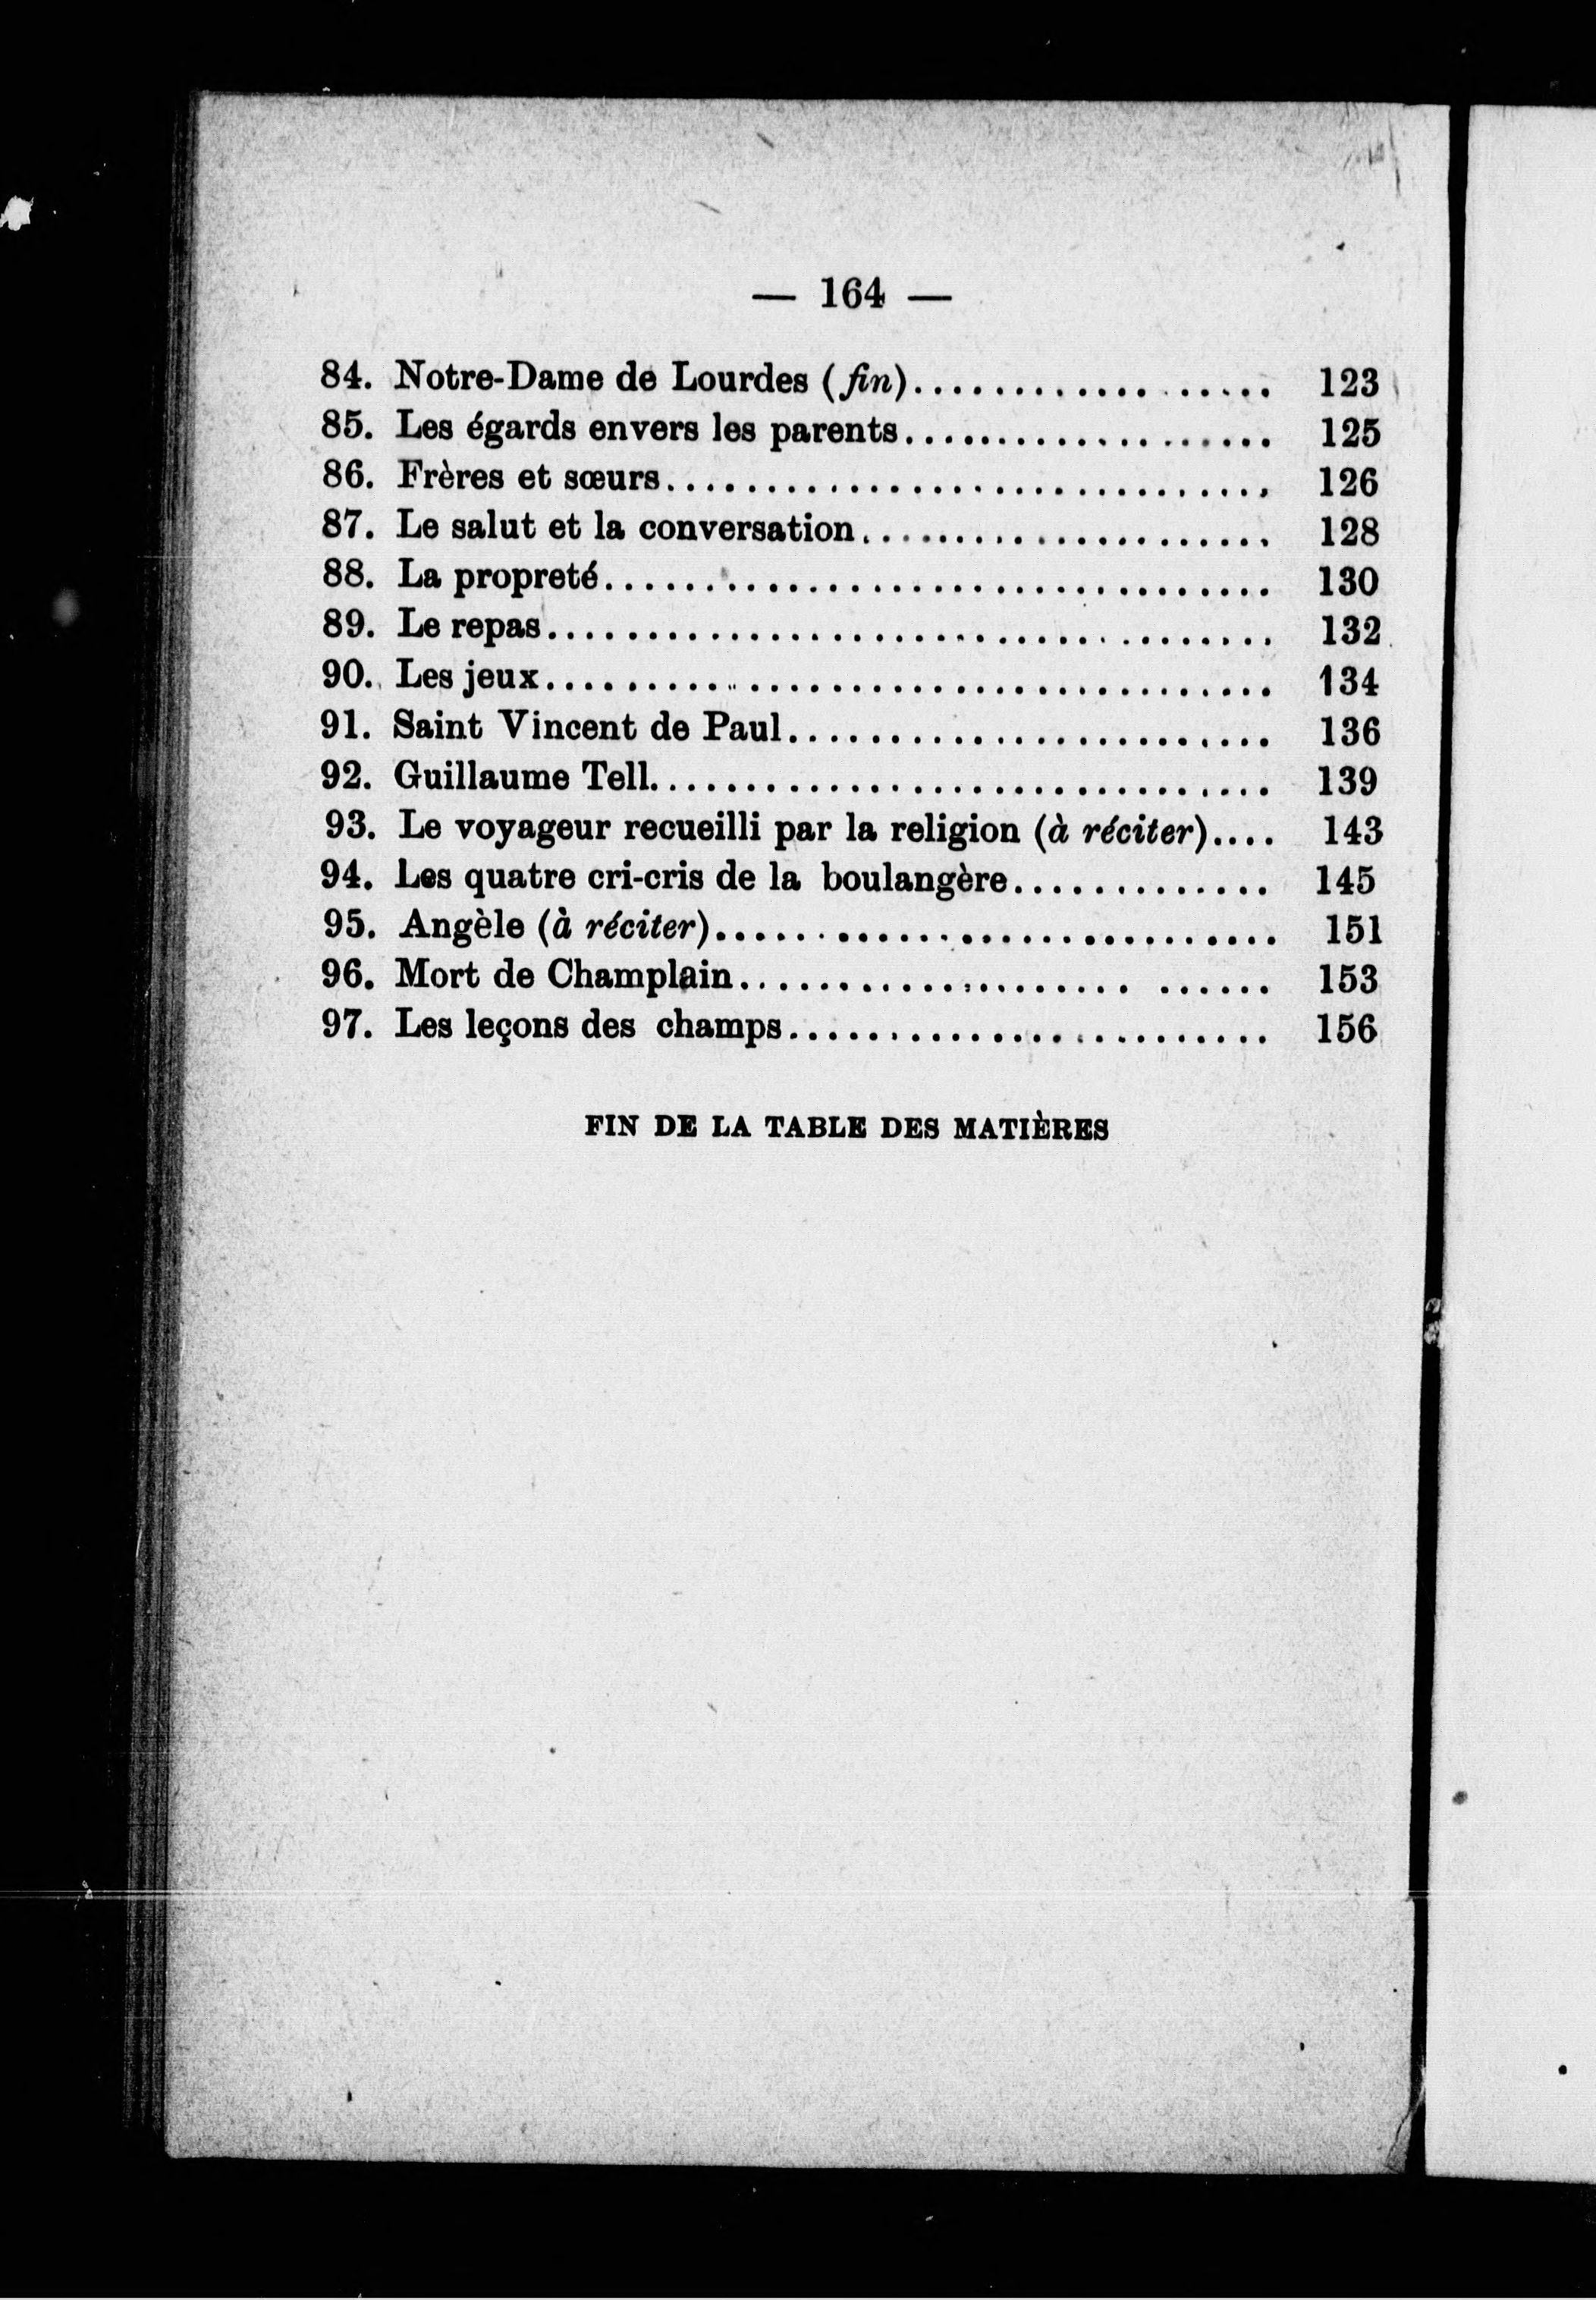 — 164 —
84. Notre-Dame de Lourdes (fin)................... 123
85. Les égards envers les parents................... 125
86. Frères et sœurs.............................. 126
87. Le salut et la conversation..................... 128
88. La propreté................................. 130
89. Le repas.................................... 132
90. Les jeux.................................... 134
91. Saint Vincent de Paul........................ 136
92. Guillaume Tell............................... 139
93. Le voyageur recueilli par la religion (à réciter).... 143
94. Les quatre cri-cris de la boulangère............. 145
95. Angèle (à réciter)............................ 151
96. Mort de Champlain.................... ...... 153
97. Les leçons des champs........................ 156
FIN DE LA TABLE DES MATIÈRES